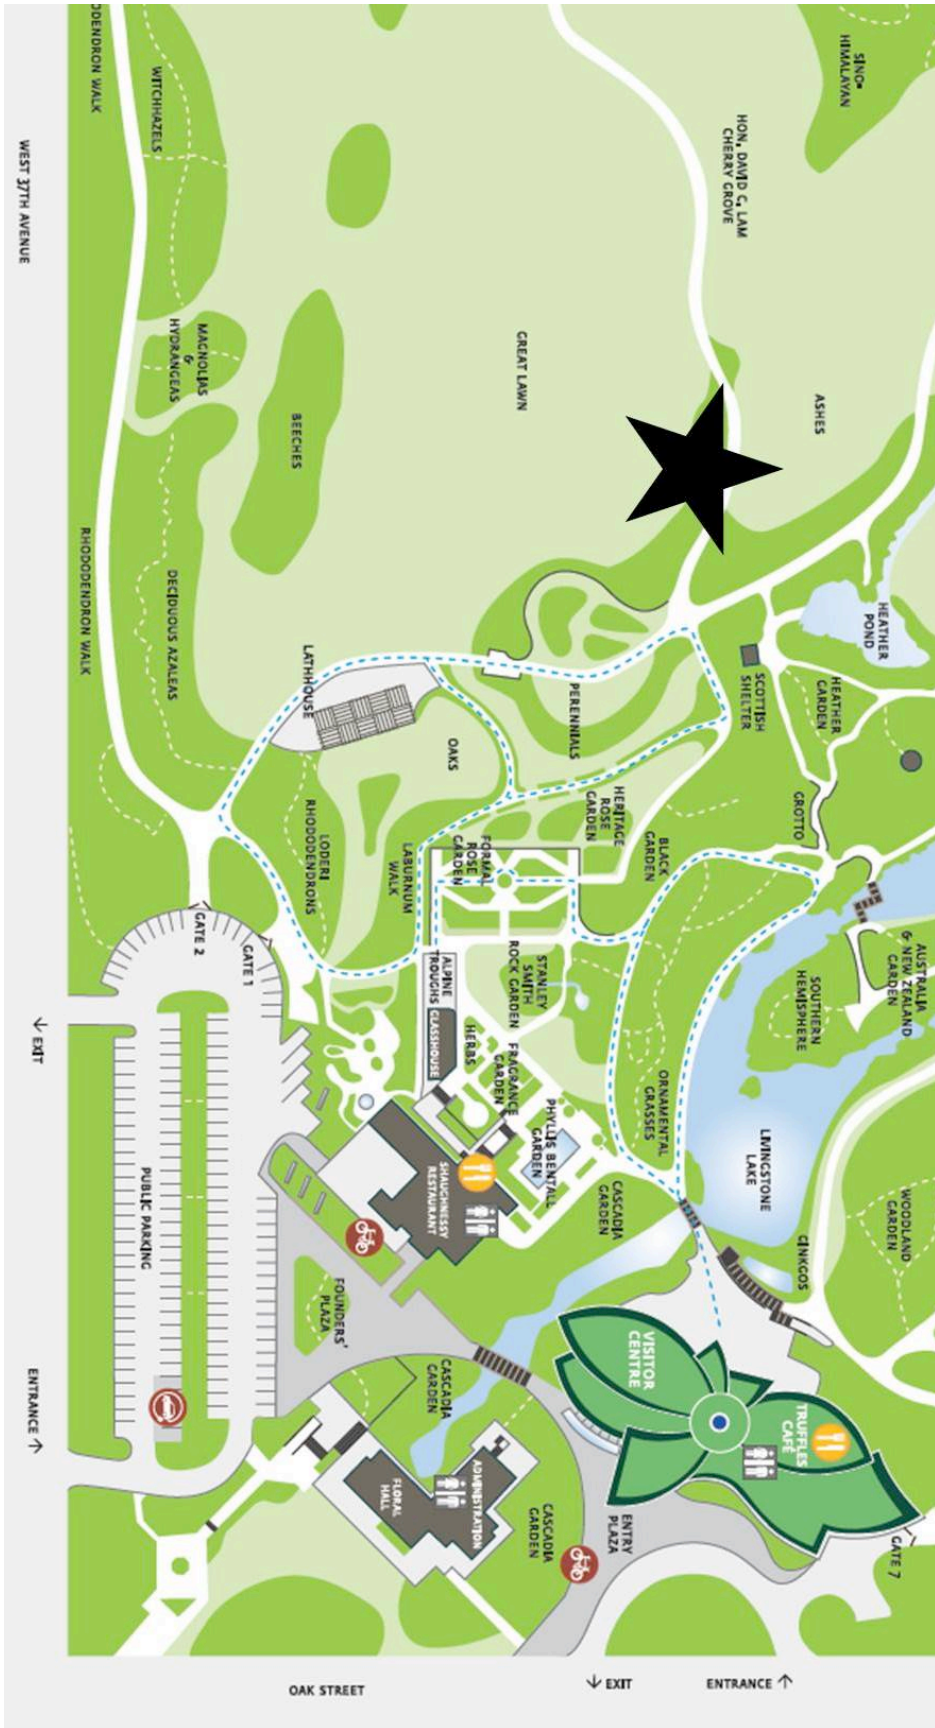 ODENDRON WALK
WITCHHAZELS
SINO-
HIMALAYAN
HON. DAVID C. LAM
CHERRY GROVE
WEST 37TH AVENUE
MAGNOLIAS
&
HYDRANGEAS
GREAT LAWN
BEECHES
ASHES
RHODODENDRON WALK
DECIDUOUS AZALEAS
HEATHER
POND
LATHHOUSE
SCOTTISH
SHELTER
HEATHER
GARDEN
PERENNIALS
OAKS
HERITAGE
ROSE
GARDEN
GROTTO
LODERI
RHODODENDRONS
LABURNUM
WALK
FORMAL
ROSE
GARDEN
BLACK
GARDEN
GATE 2
GATE 1
ALPINE
TROUGHS
GLASSHOUSE
STANLEY
SMITH
ROCK GARDEN
AUSTRALIA
& NEW ZEALAND
GARDEN
SOUTHERN
HEMISPHERE
HERBS
FRAGRANCE
GARDEN
ORNAMENTAL
GRASSES
↓ EXIT
PHYLLIS BENTALL
GARDEN
LIVINGSTONE
LAKE
PUBLIC PARKING
SHAUGHNESSY
RESTAURANT
CASCADIA
GARDEN
WOODLAND
GARDEN
GINKGOS
FOUNDERS'
PLAZA
VISITOR
CENTRE
CASCADIA
GARDEN
TRUFFLES
CAFÉ
ENTRANCE ↑
ADMINISTRATION
FLORAL
HALL
CASCADIA
GARDEN
ENTRY
PLAZA
GATE 7
OAK STREET
↓ EXIT
ENTRANCE ↑